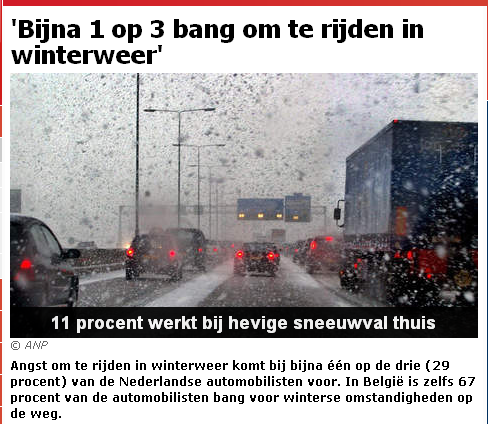 'Bijna 1 op 3 bang om te rijden in
winterweer'
11 procent werkt bij hevige sneeuwval thuis
© ANP
Angst om te rijden in winterweer komt bij bijna één op de drie (29
procent) van de Nederlandse automobilisten voor. In België is zelfs 67
procent van de automobilisten bang voor winterse omstandigheden op
de weg.